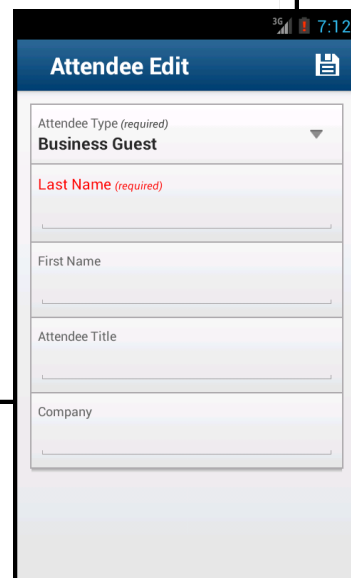 3G 7:12
Attendee Edit
Attendee Type (required)
Business Guest
Last Name (required)
First Name
Attendee Title
Company